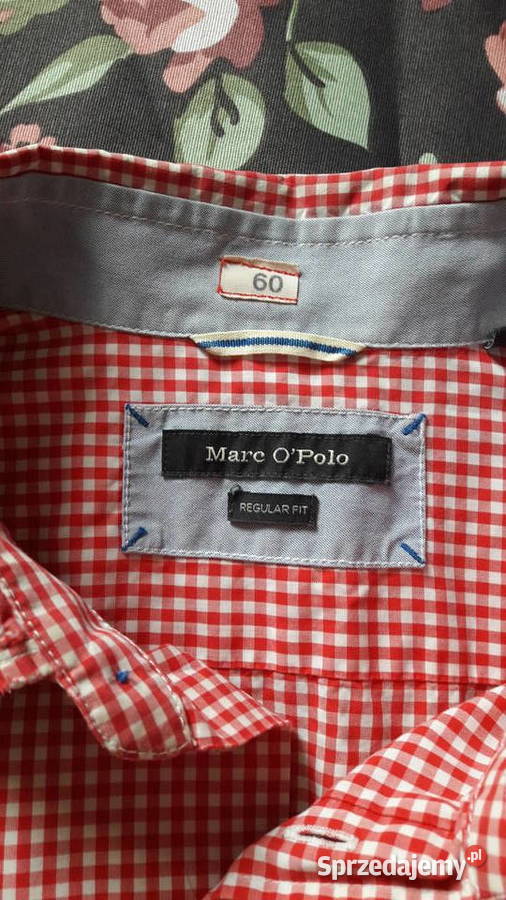 60
Marc O'Polo
REGULAR FIT
Sprzedajemy.pl